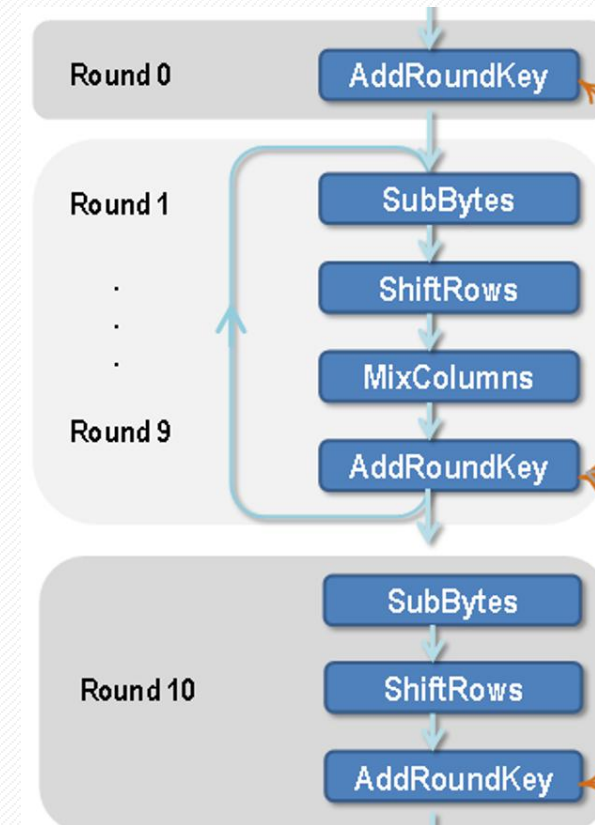 Round 0 AddRoundKey
Round 1 SubBytes
.
ShiftRows
.
.
MixColumns
Round 9
AddRoundKey
SubBytes
Round 10 ShiftRows
AddRoundKey